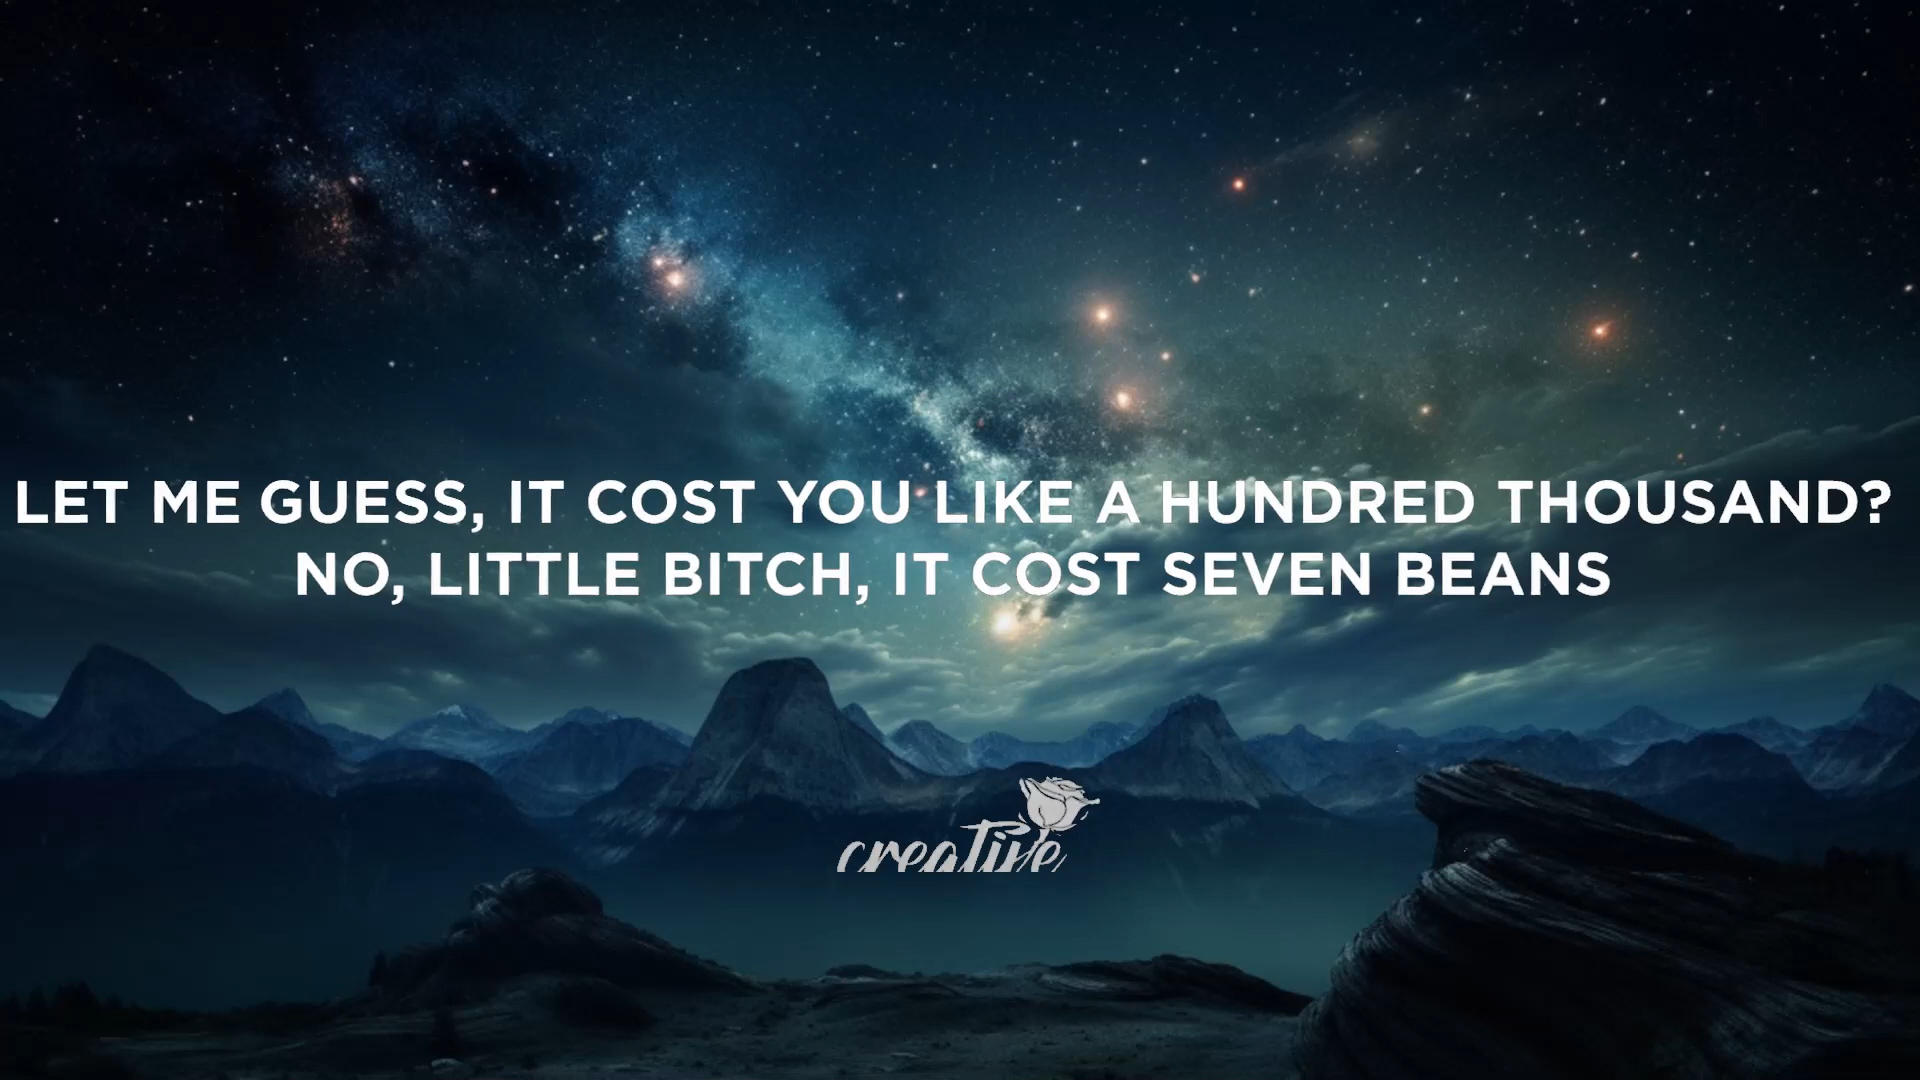 LET ME GUESS, IT COST YOU LIKE A HUNDRED THOUSAND?
NO, LITTLE BITCH, IT COST SEVEN BEANS
creative